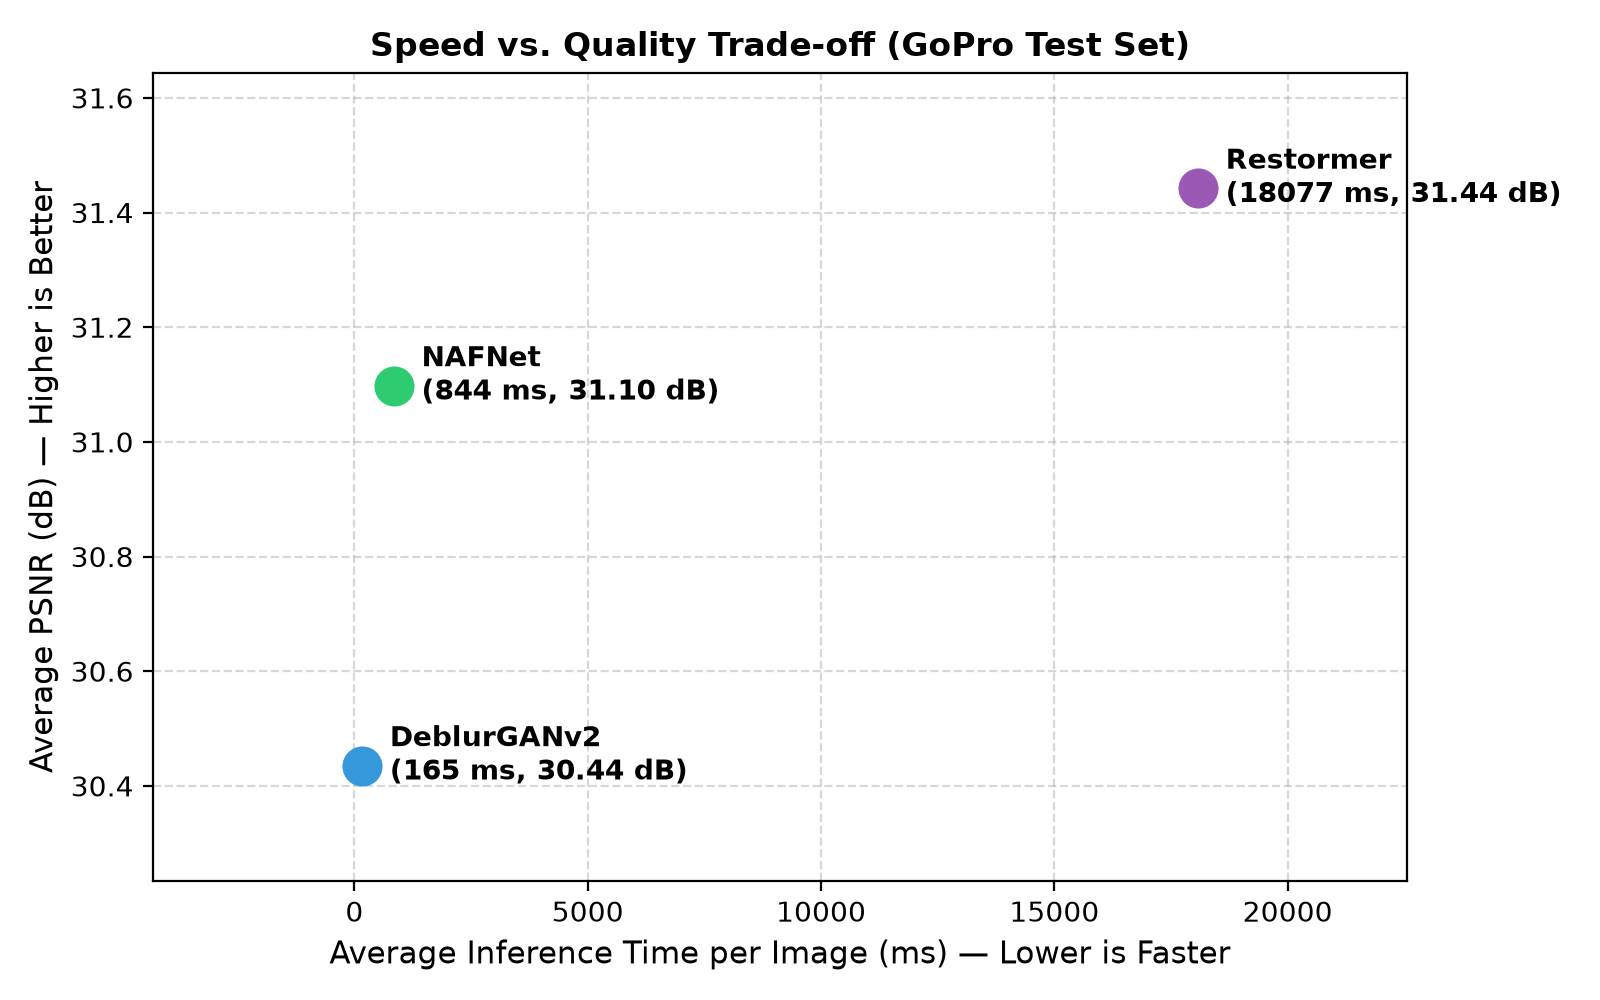 Speed vs. Quality Trade-off (GoPro Test Set)
Average PSNR (dB) — Higher is Better
31.6
31.4
31.2
31.0
30.8
30.6
30.4
Restormer
(18077 ms, 31.44 dB)
NAFNet
(844 ms, 31.10 dB)
DeblurGANv2
(165 ms, 30.44 dB)
0
5000
10000
15000
20000
Average Inference Time per Image (ms) — Lower is Faster